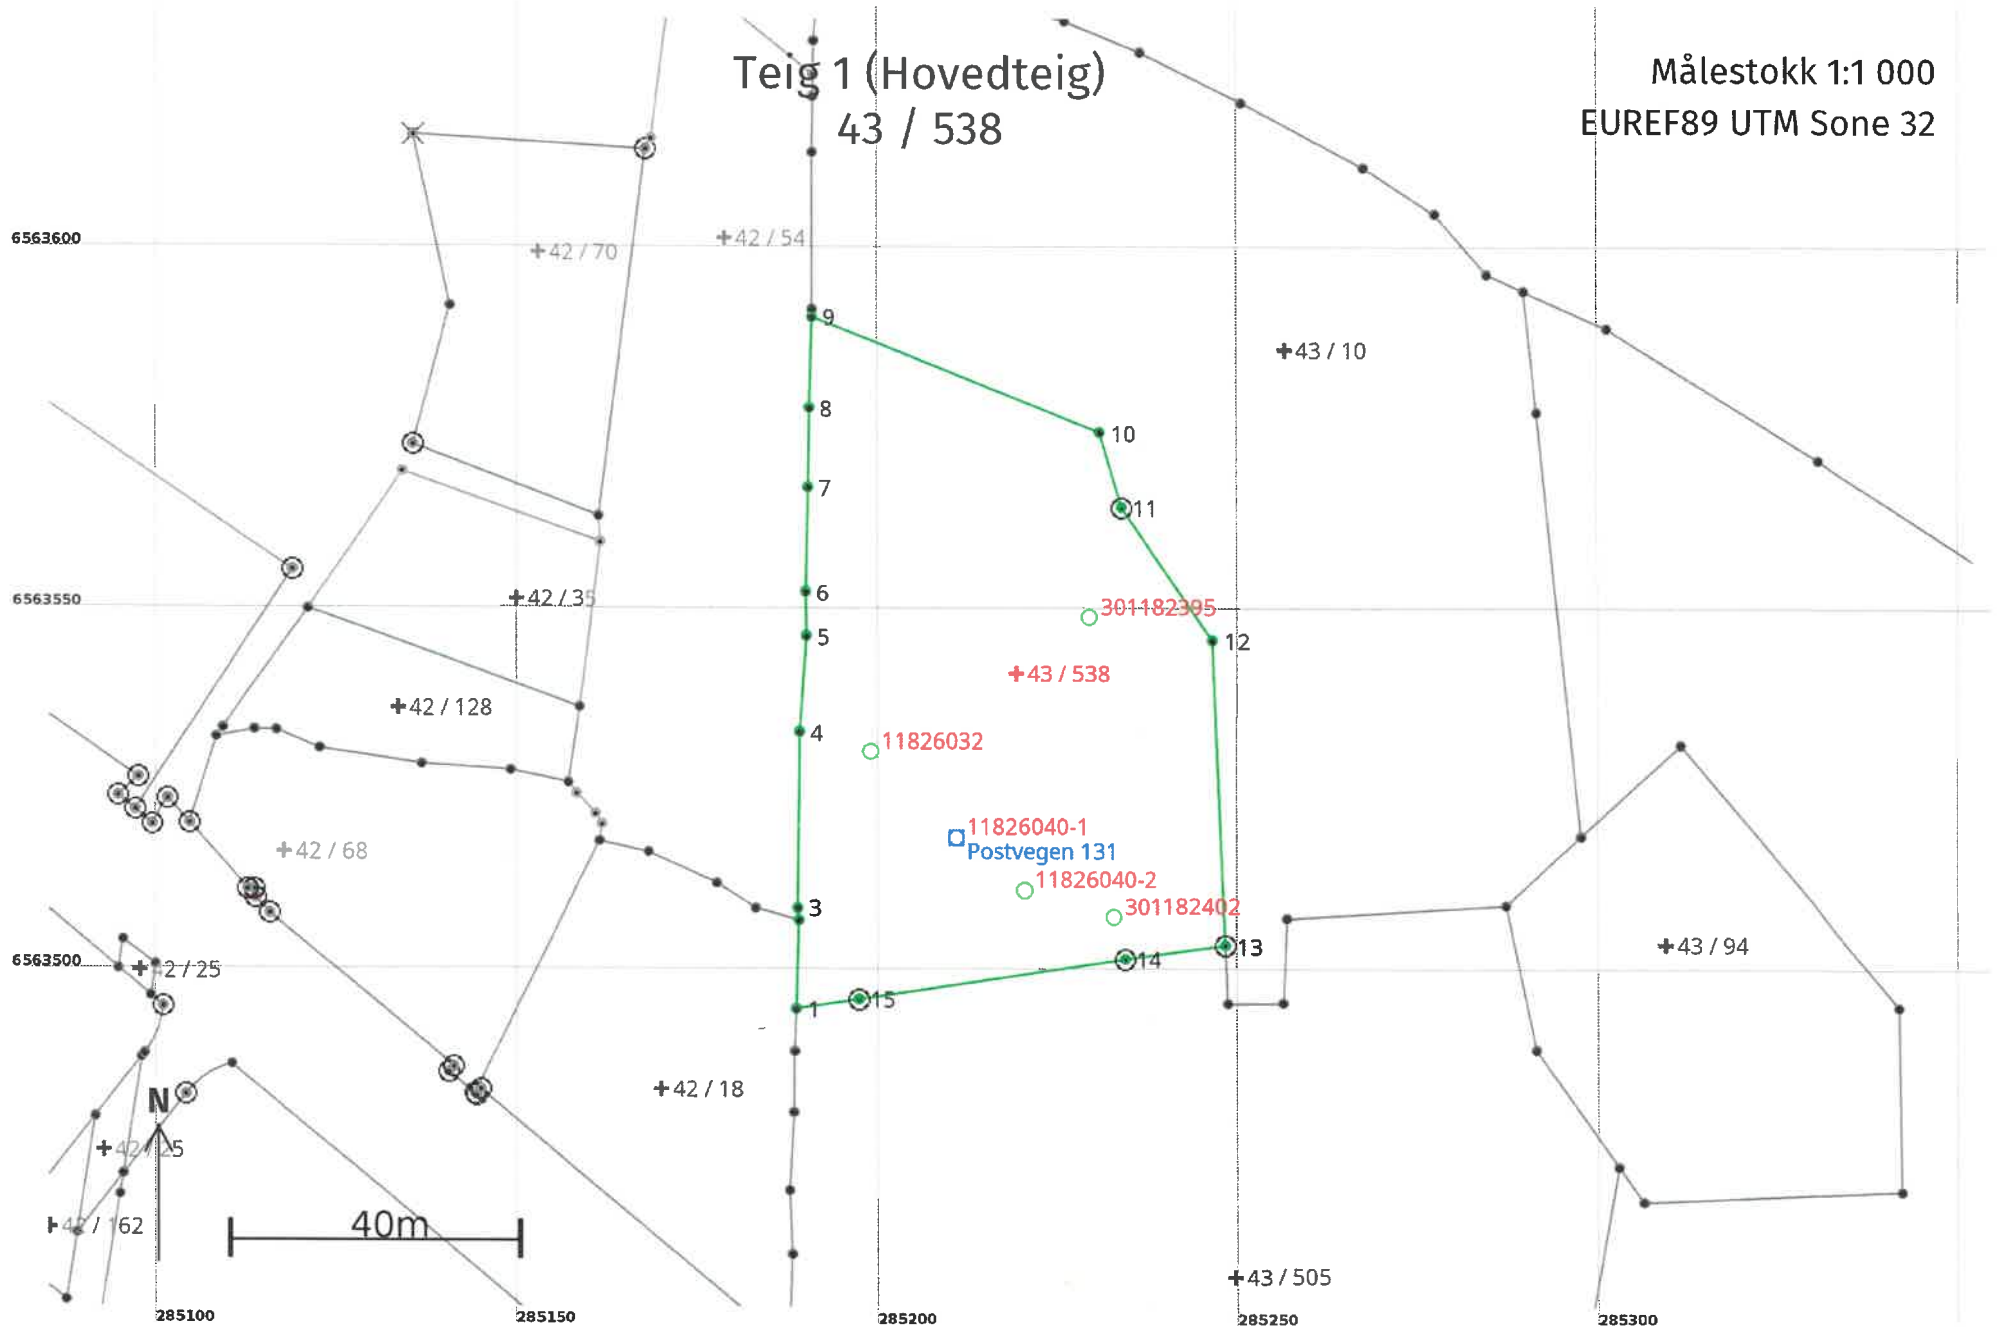 Teig 1 (Hovedteig)
43 / 538
Målestokk 1:1 000
EUREF89 UTM Sone 32
6563600
42 / 70
42 / 54
9
43 / 10
8
10
7
11
6563550
42 / 35
6
301182395
5
12
43 / 538
42 / 128
4
11826032
11826040-1
Postvegen 131
42 / 68
11826040-2
3
301182402
43 / 94
13
14
6563500
42 / 25
15
1
42 / 18
N
42 / 25
42 / 162
40m
43 / 505
285100
285150
285200
285250
285300